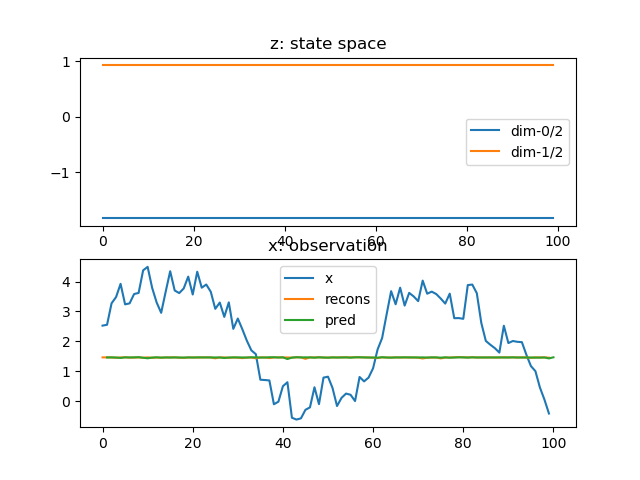 z: state space
1
0
−1
dim-0/2
dim-1/2
0 20 40 60 80 100
x: observation
4
3
2
1
0
x
recons
pred
0 20 40 60 80 100